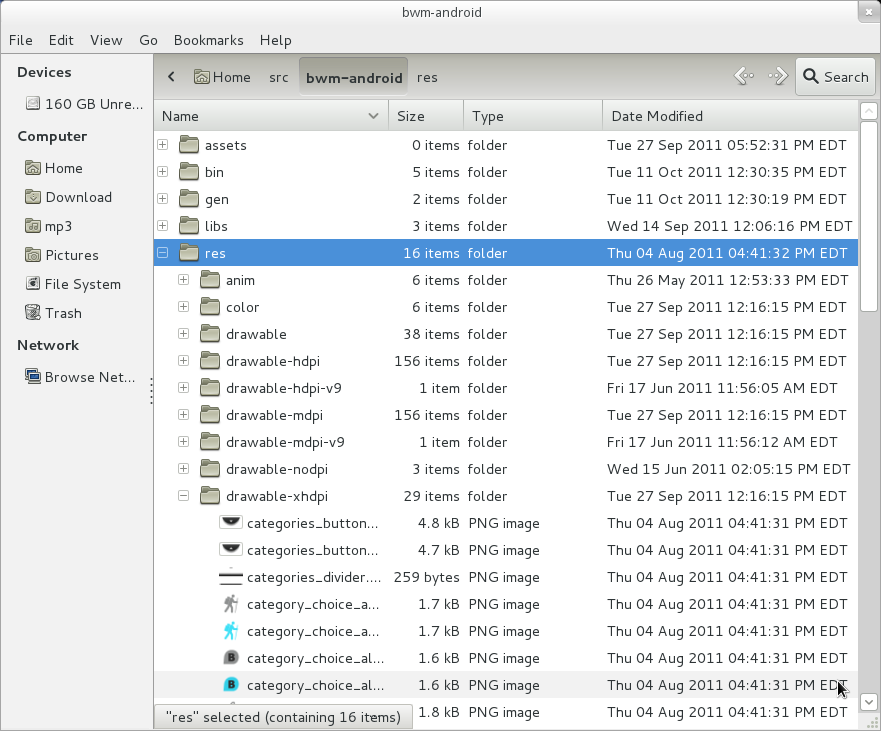 bwm-android
File Edit View Go Bookmarks Help
Devices
160 GB Unre...
Computer
Home
Download
mp3
Pictures
File System
Trash
Network
Browse Net...
Home src bwm-android res Search
Name Size Type Date Modified
assets 0 items folder Tue 27 Sep 2011 05:52:31 PM EDT
bin 5 items folder Tue 11 Oct 2011 12:30:35 PM EDT
gen 2 items folder Tue 11 Oct 2011 12:30:19 PM EDT
libs 3 items folder Wed 14 Sep 2011 12:06:16 PM EDT
res 16 items folder Thu 04 Aug 2011 04:41:32 PM EDT
anim 6 items folder Thu 26 May 2011 12:53:33 PM EDT
color 6 items folder Tue 27 Sep 2011 12:16:15 PM EDT
drawable 38 items folder Tue 27 Sep 2011 12:16:15 PM EDT
drawable-hdpi 156 items folder Tue 27 Sep 2011 12:16:15 PM EDT
drawable-hdpi-v9 1 item folder Fri 17 Jun 2011 11:56:05 AM EDT
drawable-mdpi 156 items folder Tue 27 Sep 2011 12:16:15 PM EDT
drawable-mdpi-v9 1 item folder Fri 17 Jun 2011 11:56:12 AM EDT
drawable-nodpi 3 items folder Wed 15 Jun 2011 02:05:15 PM EDT
drawable-xhdpi 29 items folder Tue 27 Sep 2011 12:16:15 PM EDT
categories_button... 4.8 kB PNG image Thu 04 Aug 2011 04:41:31 PM EDT
categories_button... 4.7 kB PNG image Thu 04 Aug 2011 04:41:31 PM EDT
categories_divider.... 259 bytes PNG image Thu 04 Aug 2011 04:41:31 PM EDT
category_choice_a... 1.7 kB PNG image Thu 04 Aug 2011 04:41:31 PM EDT
category_choice_a... 1.7 kB PNG image Thu 04 Aug 2011 04:41:31 PM EDT
B category_choice_al... 1.6 kB PNG image Thu 04 Aug 2011 04:41:31 PM EDT
B category_choice_al... 1.6 kB PNG image Thu 04 Aug 2011 04:41:31 PM EDT
1.8 kB PNG image Thu 04 Aug 2011 04:41:31 PM EDT
"res" selected (containing 16 items)